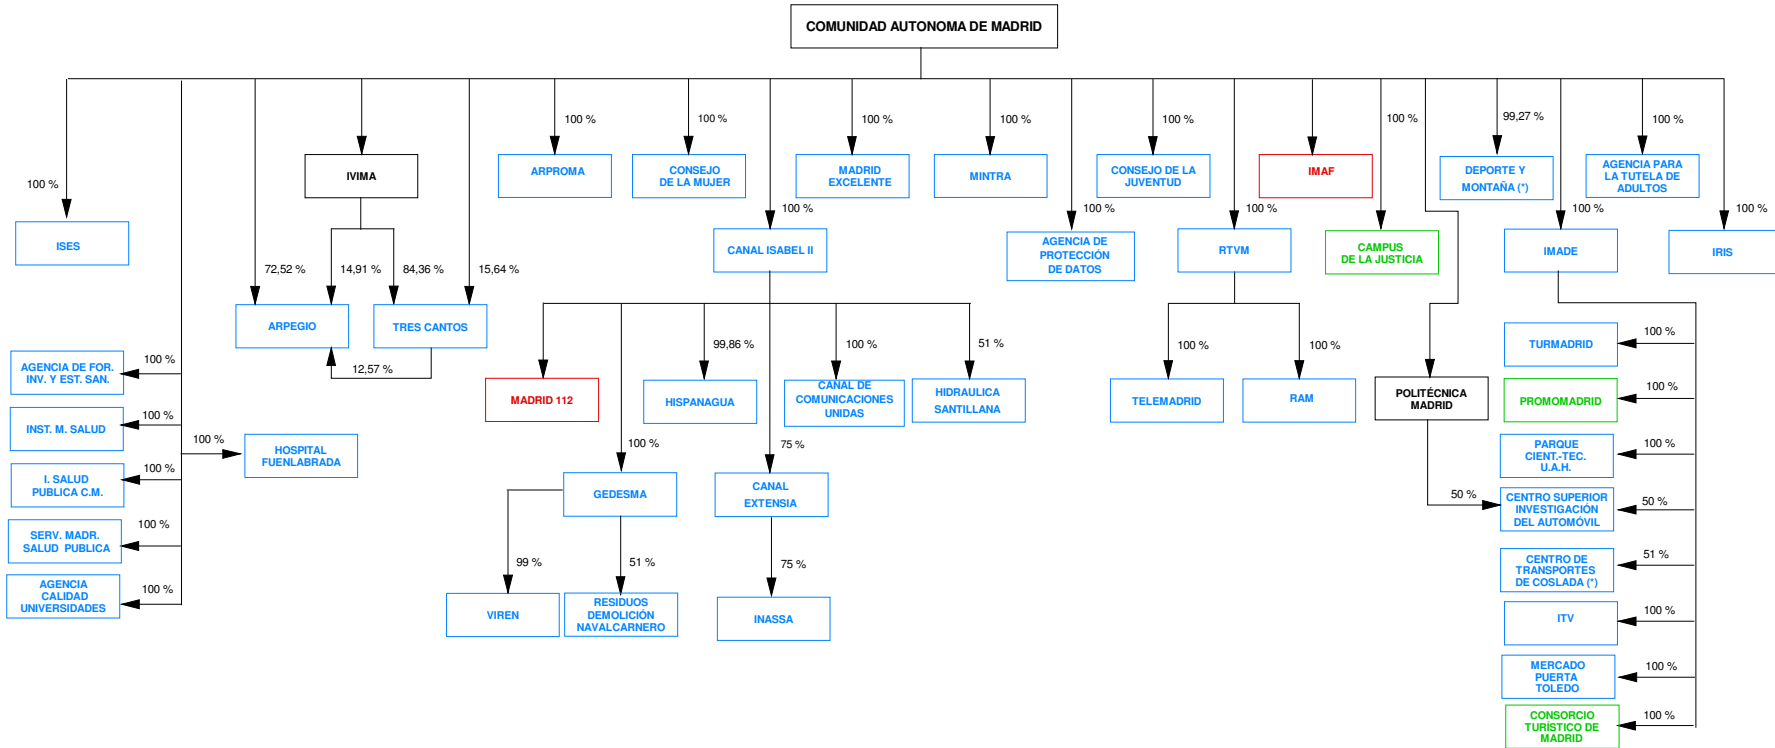 COMUNIDAD AUTONOMA DE MADRID
100 %
100 %
100 %
100 %
100 %
100 %
99,27 %
100 %
IVIMA
ARPROMA
CONSEJO
DE LA MUJER
MADRID
EXCELENTE
MINTRA
CONSEJO DE LA
JUVENTUD
IMAF
DEPORTE Y
MONTAÑA (*)
AGENCIA PARA
LA TUTELA DE
ADULTOS
100 %
100 %
100 %
100 %
100 %
100 %
ISES
CANAL ISABEL II
AGENCIA DE
PROTECCIÓN
DE DATOS
RTVM
CAMPUS
DE LA JUSTICIA
IMADE
IRIS
72,52 %
14,91 %
84,36 %
15,64 %
ARPEGIO
TRES CANTOS
12,57 %
99,86 %
100 %
51 %
100 %
100 %
MADRID 112
HISPANAGUA
CANAL DE
COMUNICACIONES
UNIDAS
HIDRAULICA
SANTILLANA
TELEMADRID
RAM
POLITÉCNICA
MADRID
TURMADRID
100 %
PROMOMADRID
100 %
AGENCIA DE FOR.
INV. Y EST. SAN.
100 %
INST. M. SALUD
100 %
100 %
HOSPITAL
FUENLABRADA
I. SALUD
PUBLICA C.M.
100 %
SERV. MADR.
SALUD PUBLICA
100 %
AGENCIA
CALIDAD
UNIVERSIDADES
100 %
100 %
75 %
GEDESMA
CANAL
EXTENSIA
99 %
51 %
75 %
VIREN
RESIDUOS
DEMOLICIÓN
NAVALCARNERO
INASSA
PARQUE
CIENT.-TEC.
U.A.H.
100 %
50 %
CENTRO SUPERIOR
INVESTIGACIÓN
DEL AUTOMÓVIL
50 %
CENTRO DE
TRANSPORTES
DE COSLADA (*)
51 %
ITV
100 %
MERCADO
PUERTA
TOLEDO
100 %
CONSORCIO
TURÍSTICO DE
MADRID
100 %